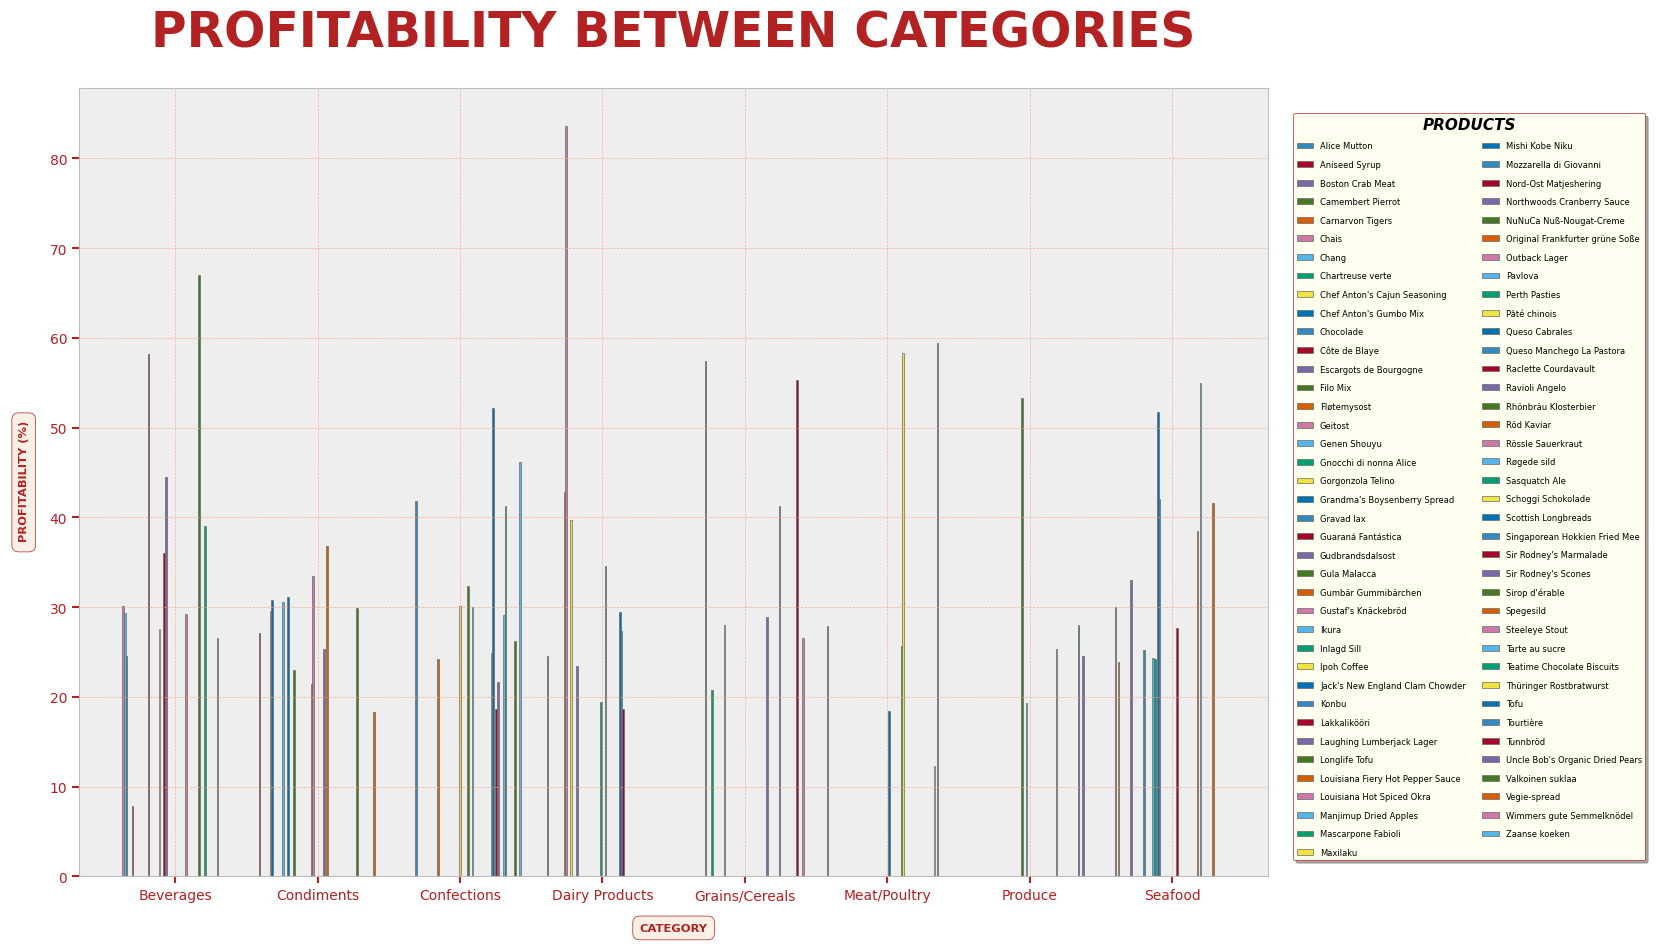 PROFITABILITY BETWEEN CATEGORIES
PROFITABILITY (%)
80
70
60
50
40
30
20
10
0
Beverages
Condiments
Confections
Dairy Products
Grains/Cereals
Meat/Poultry
Produce
Seafood
CATEGORY
PRODUCTS
Alice Mutton
Aniseed Syrup
Boston Crab Meat
Camembert Pierrot
Carnarvon Tigers
Chais
Chang
Chartreuse verte
Chef Anton's Cajun Seasoning
Chef Anton's Gumbo Mix
Chocolade
Côte de Blaye
Escargots de Bourgogne
Filo Mix
Fløtemysost
Geitost
Genen Shouyu
Gnocchi di nonna Alice
Gorgonzola Telino
Grandma's Boysenberry Spread
Gravad lax
Guaraná Fantástica
Gudbrandsdalsost
Gula Malacca
Gumbär Gummibärchen
Gustaf's Knäckebröd
Ikura
Inlagd Sill
Ipoh Coffee
Jack's New England Clam Chowder
Konbu
Lakkalikööri
Laughing Lumberjack Lager
Longlife Tofu
Louisiana Fiery Hot Pepper Sauce
Louisiana Hot Spiced Okra
Manjimup Dried Apples
Mascarpone Fabioli
Maxilaku
Mishi Kobe Niku
Mozzarella di Giovanni
Nord-Ost Matjeshering
Northwoods Cranberry Sauce
NuNuCa Nuß-Nougat-Creme
Original Frankfurter grüne Soße
Outback Lager
Pavlova
Perth Pasties
Pâté chinois
Queso Cabrales
Queso Manchego La Pastora
Raclette Courdavault
Ravioli Angelo
Rhönbräu Klosterbier
Röd Kaviar
Rössle Sauerkraut
Røgede sild
Sasquatch Ale
Schoggi Schokolade
Scottish Longbreads
Singaporean Hokkien Fried Mee
Sir Rodney's Marmalade
Sir Rodney's Scones
Sirop d'érable
Spegesild
Steeleye Stout
Tarte au sucre
Teatime Chocolate Biscuits
Thüringer Rostbratwurst
Tofu
Tourtière
Tunnbröd
Uncle Bob's Organic Dried Pears
Valkoinen suklaa
Vegie-spread
Wimmers gute Semmelknödel
Zaanse koeken